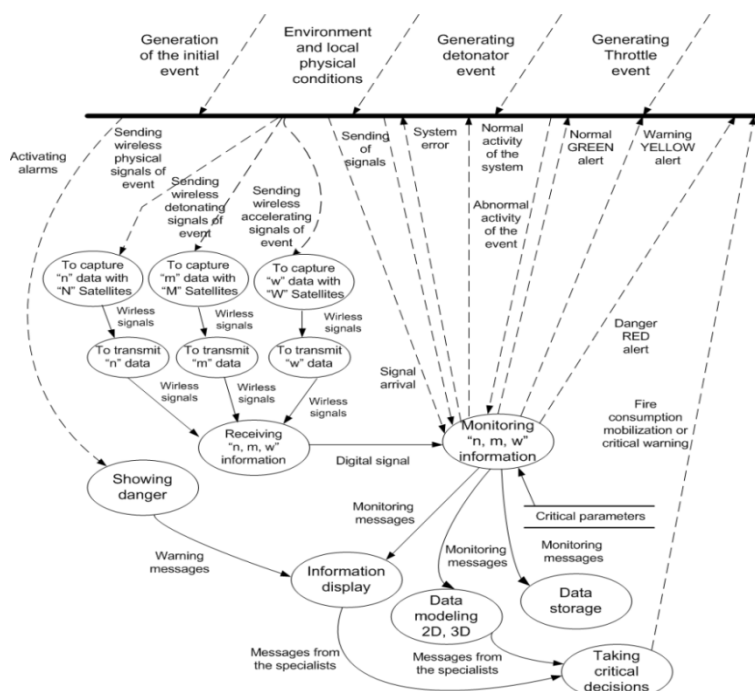 Generation
of the initial
event
Environment
and local
physical
conditions
Generating
detonator
event
Generating
Throttle
event
Activating
alarms
Sending
wireless
physical
signals of
event
Sending
wireless
detonating
signals of
event
Sending
wireless
accelerating
signals
of event
Sending
of
signals
System
error
Normal
activity
of the
system
Abnormal
activity
of the
event
Normal
GREEN
alert
Warning
YELLOW
alert
To capture
“n” data with
“N” Satellites
To capture
“m” data with
“M” Satellites
To capture
“w” data with
“W” Satellites
Wirless
signals
Wirless
signals
Wirless
signals
To transmit
“n” data
To transmit
“m” data
To transmit
“w” data
Wirless
signals
Wirless
signals
Wirless
signals
Signal
arrival
Danger
RED
alert
Fire
consumption
mobilization or
critical warning
Receiving
“n, m, w”
information
Digital signal
Monitoring
“n, m, w”
information
Showing
danger
Monitoring
messages
Critical parameters
Warning
messages
Information
display
Monitoring
messages
Monitoring
messages
Data
modeling
2D, 3D
Data
storage
Messages from
the specialists
Messages from
the specialists
Taking
critical
decisions